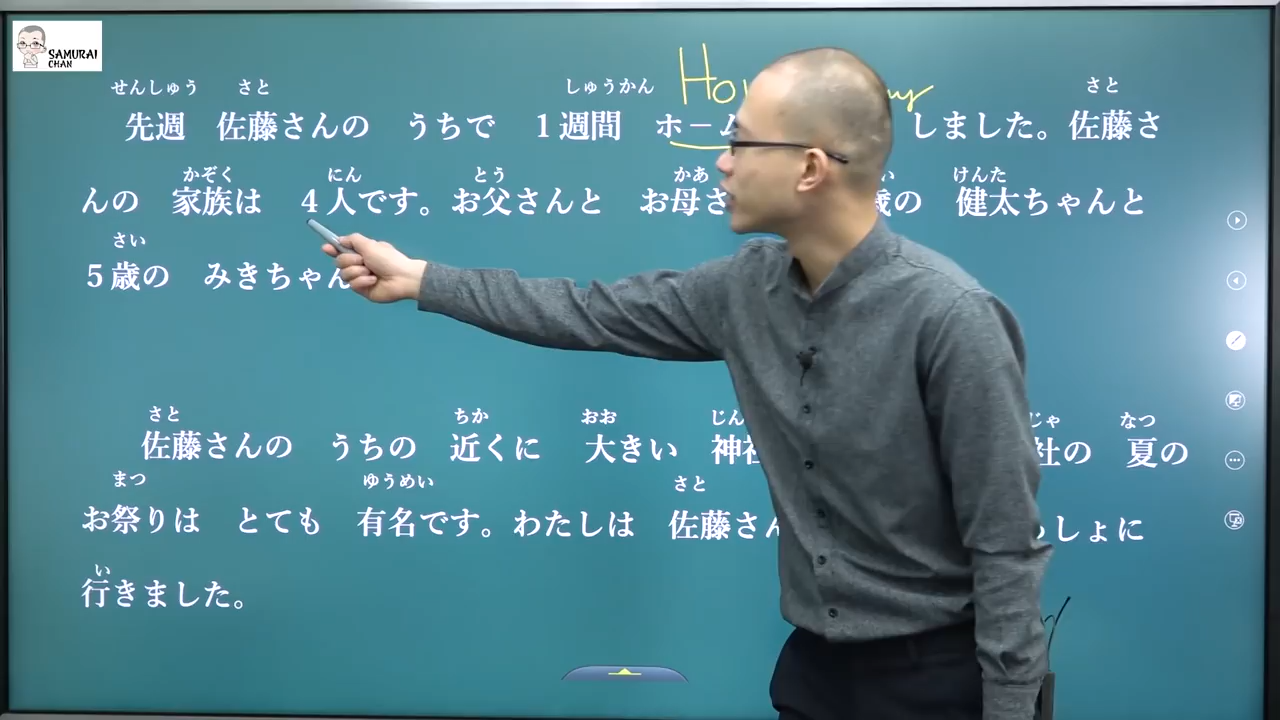 SAMURAI
CHAN
せんしゅう さと しゅうかん さと
先週 佐藤さんの うちで １週間 ホーム しました。佐藤さ
かぞく にん とう かあ けんた
んの 家族は ４人です。お父さんと お母さ 歳の 健太ちゃんと
さい
５歳の みきちゃん
さと ちか おお じん じゃ なつ
佐藤さんの うちの 近くに 大きい 神社 社の 夏の
まつ ゆうめい さと
お祭りは とても 有名です。わたしは 佐藤さん っしょに
い
行きました。